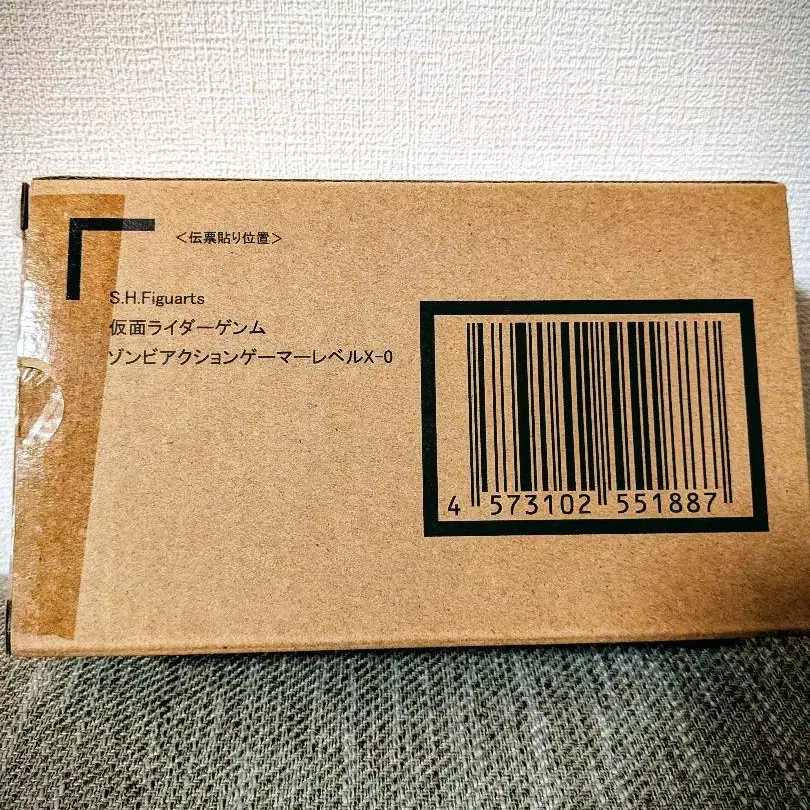 ＜伝票貼り位置＞
S.H.Figuarts
仮面ライダーゲンム
ゾンビアクションゲーマーレベルX-0
4 573102 551887